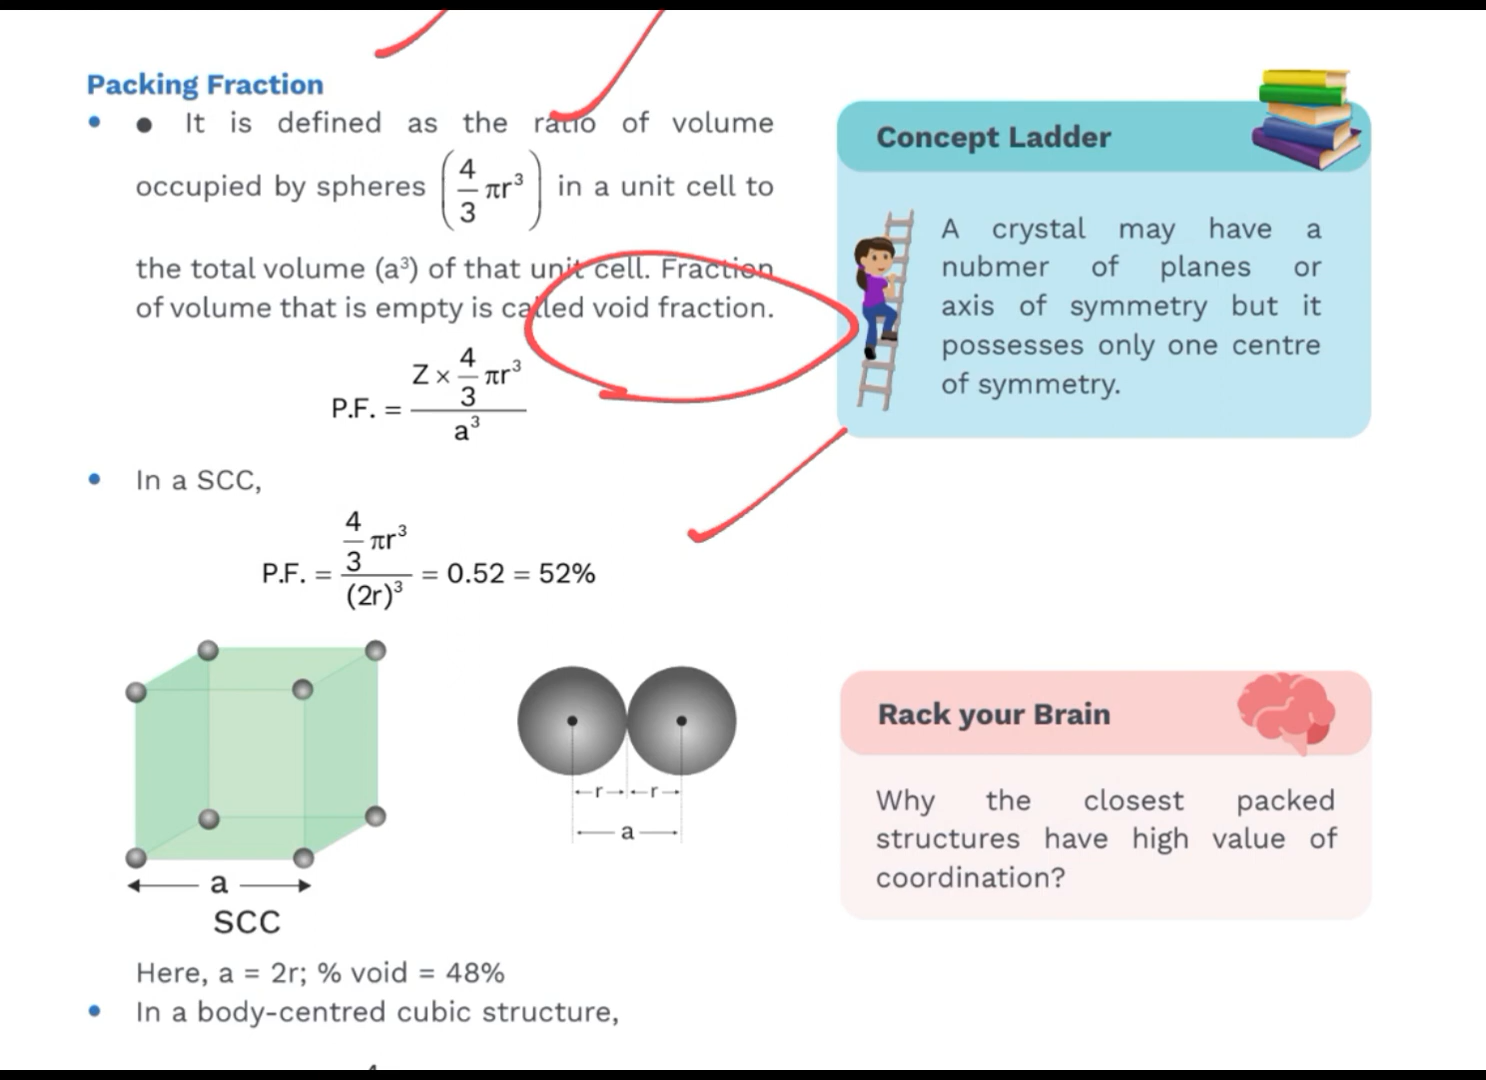 Packing Fraction
• ● It is defined as the ratio of volume
occupied by spheres (4/3 πr³) in a unit cell to
the total volume (a³) of that unit cell. Fraction
of volume that is empty is called void fraction.
P.F. = (Z × 4/3 πr³) / a³
• In a SCC,
P.F. = (4/3 πr³) / (2r)³ = 0.52 = 52%
r r
a
a
SCC
Here, a = 2r; % void = 48%
• In a body-centred cubic structure,
Concept Ladder
A crystal may have a
nubmer of planes or
axis of symmetry but it
possesses only one centre
of symmetry.
Rack your Brain
Why the closest packed
structures have high value of
coordination?